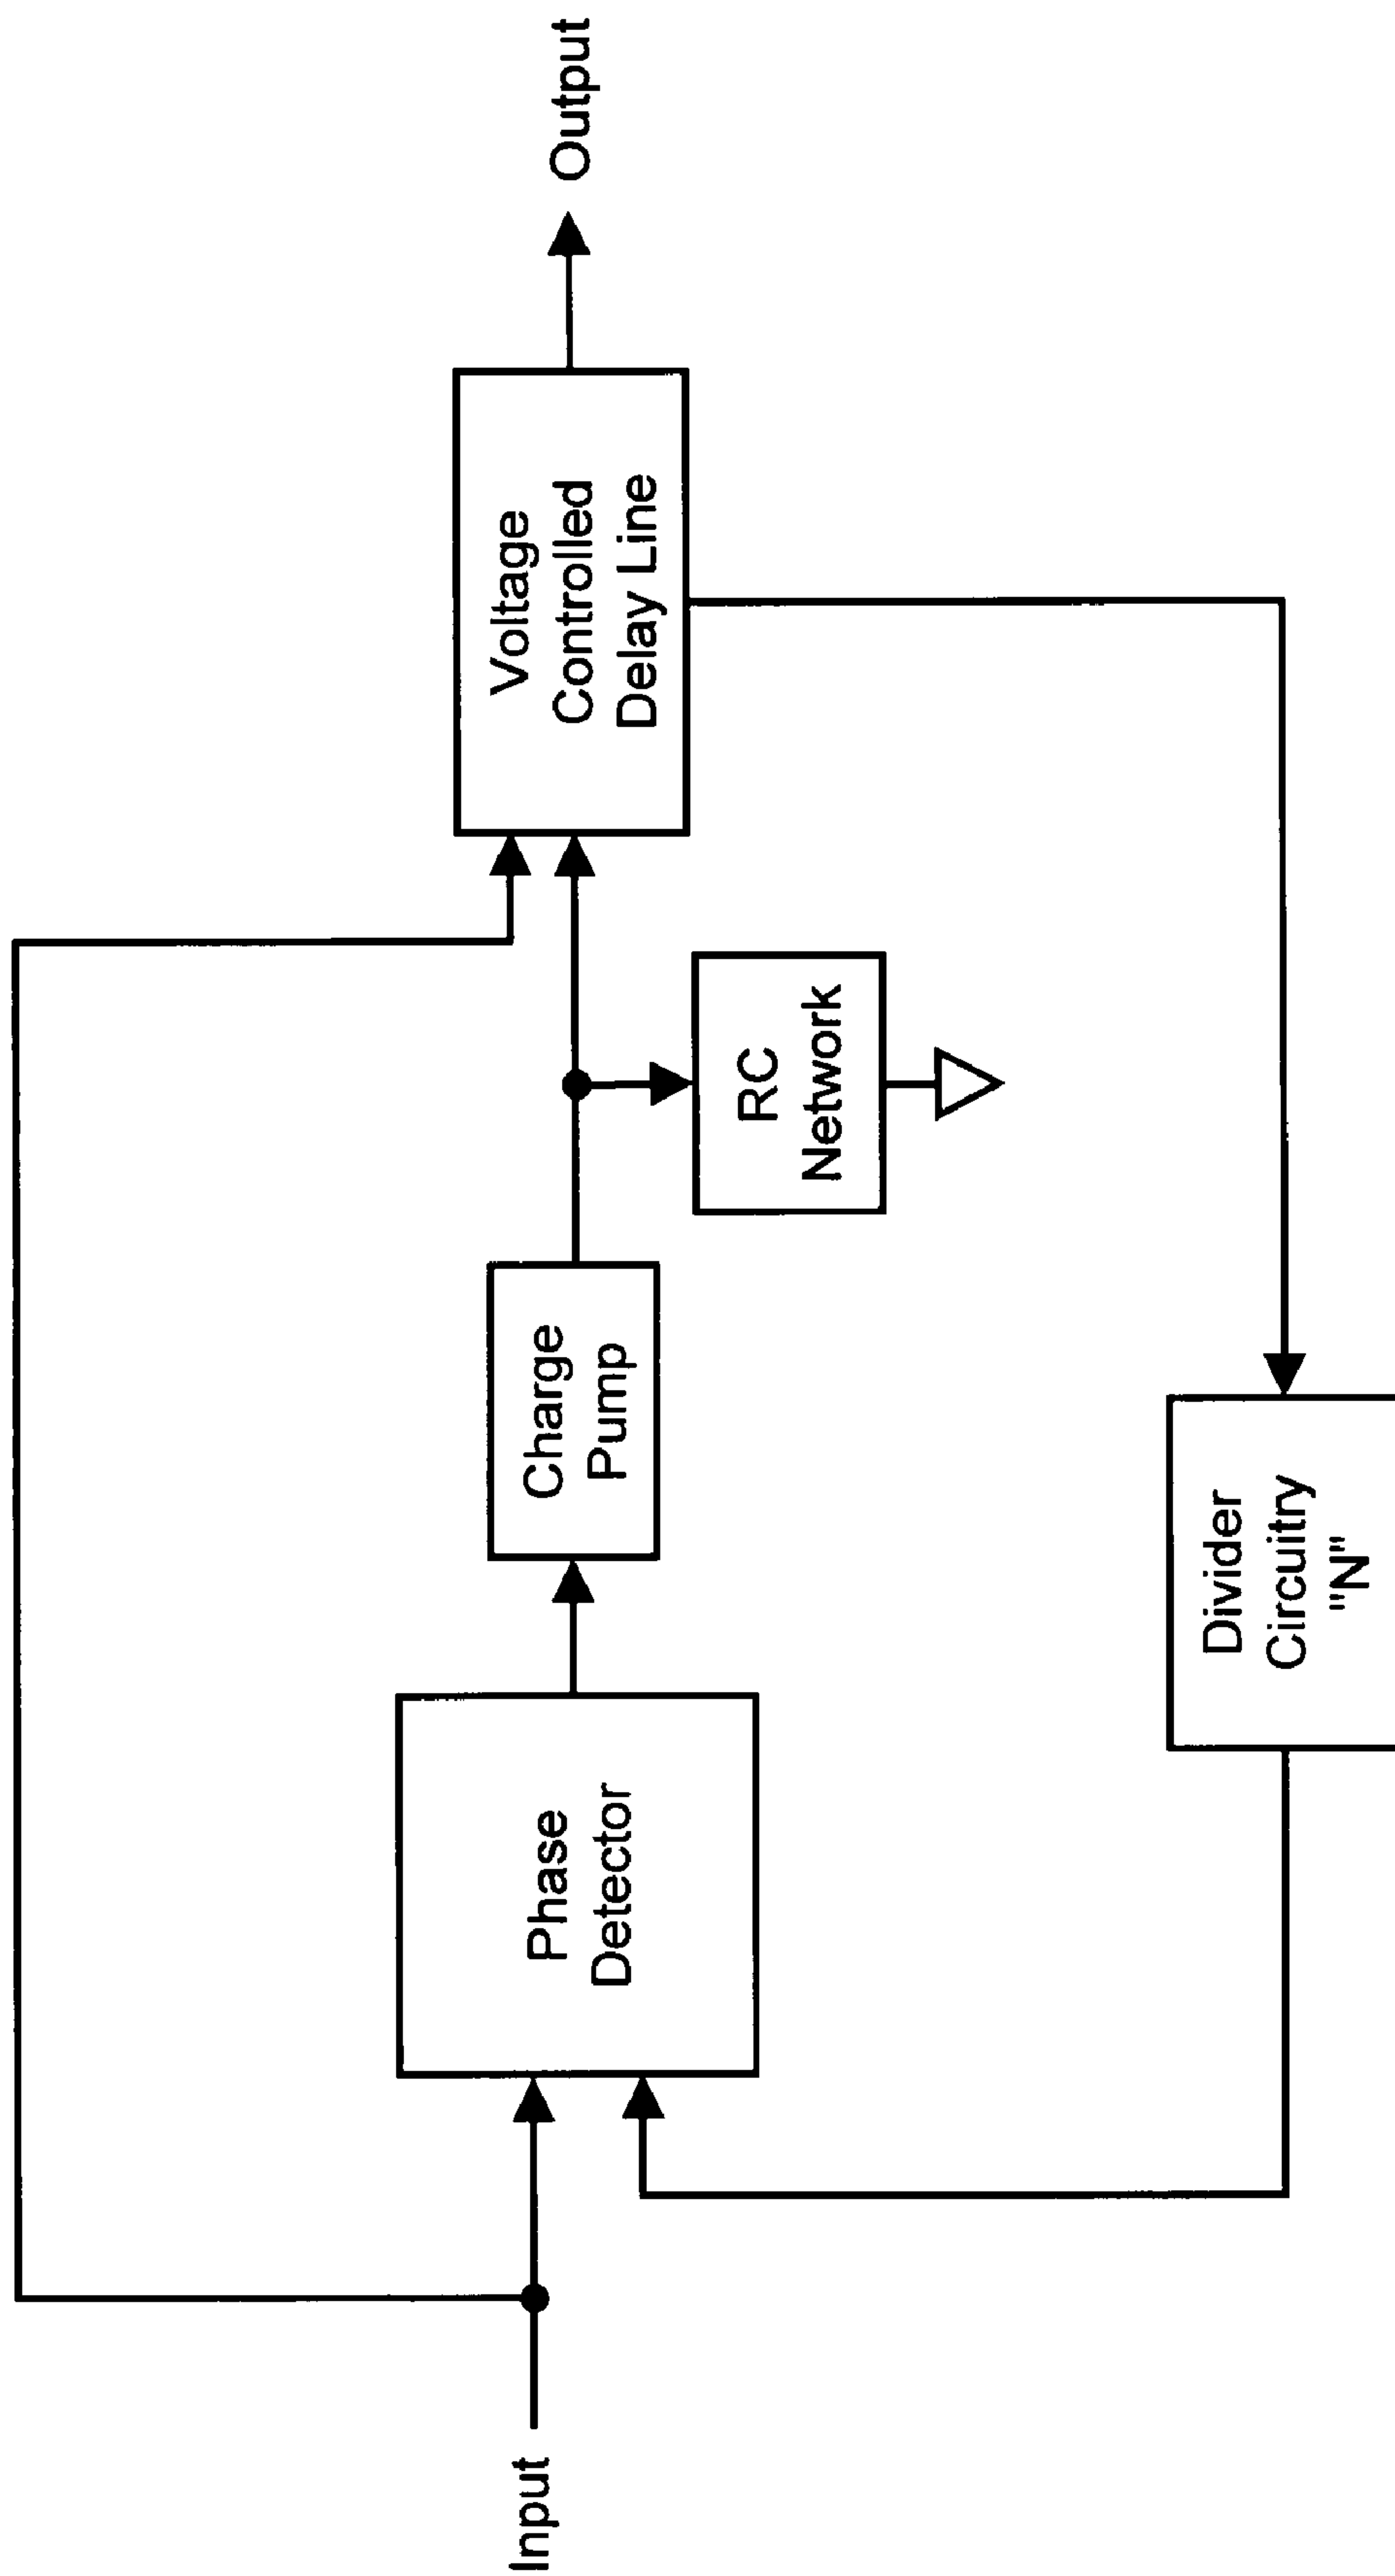 Input
Phase
Detector
Charge
Pump
RC
Network
Voltage
Controlled
Delay Line
Output
Divider
Circuitry
"N"